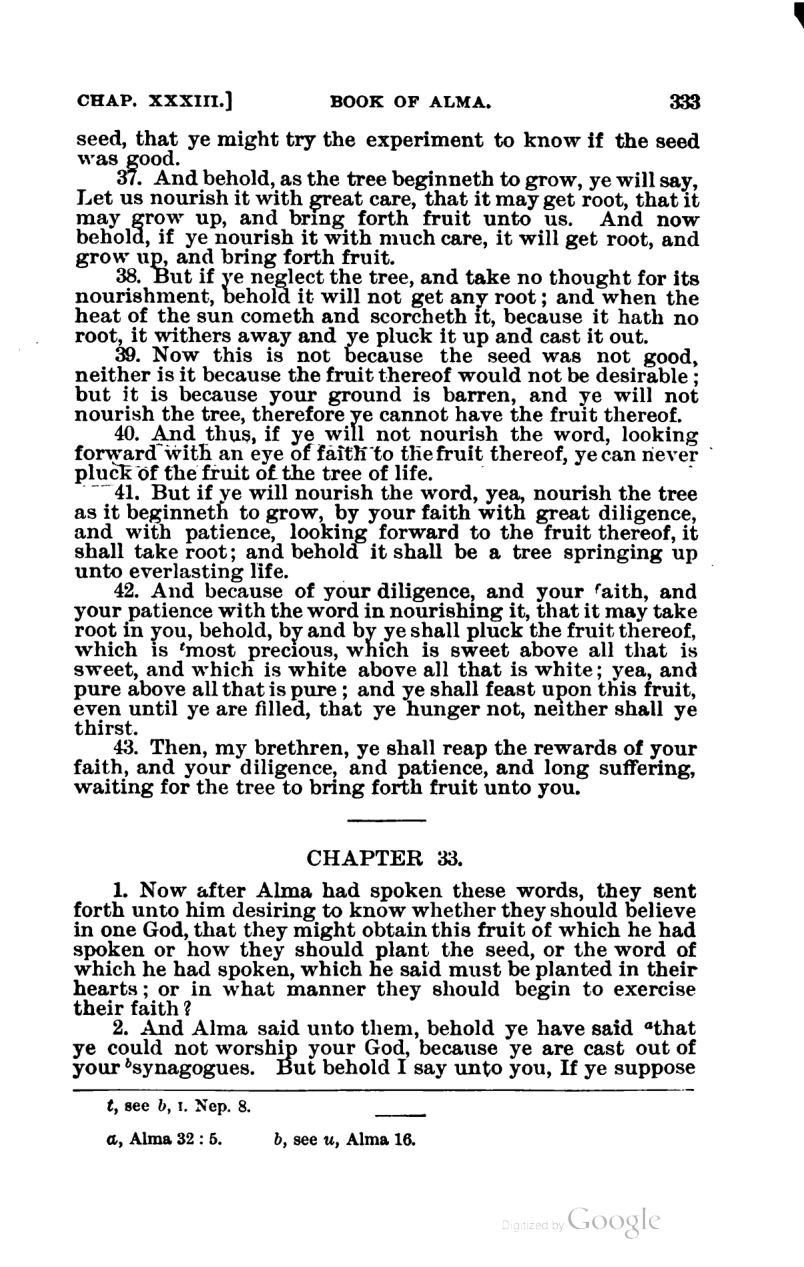 CHAP. XXXIII.] BOOK OF ALMA. 333
seed, that ye might try the experiment to know if the seed
was good.
37. And behold, as the tree beginneth to grow, ye will say,
Let us nourish it with great care, that it may get root, that it
may grow up, and bring forth fruit unto us. And now
behold, if ye nourish it with much care, it will get root, and
grow up, and bring forth fruit.
38. But if ye neglect the tree, and take no thought for its
nourishment, behold it will not get any root; and when the
heat of the sun cometh and scorcheth it, because it hath no
root, it withers away and ye pluck it up and cast it out.
39. Now this is not because the seed was not good,
neither is it because the fruit thereof would not be desirable;
but it is because your ground is barren, and ye will not
nourish the tree, therefore ye cannot have the fruit thereof.
40. And thus, if ye will not nourish the word, looking
forward with an eye of faith to the fruit thereof, ye can never
pluck of the fruit of the tree of life.
41. But if ye will nourish the word, yea, nourish the tree
as it beginneth to grow, by your faith with great diligence,
and with patience, looking forward to the fruit thereof, it
shall take root; and behold it shall be a tree springing up
unto everlasting life.
42. And because of your diligence, and your faith, and
your patience with the word in nourishing it, that it may take
root in you, behold, by and by ye shall pluck the fruit thereof,
which is ᵗmost precious, which is sweet above all that is
sweet, and which is white above all that is white; yea, and
pure above all that is pure; and ye shall feast upon this fruit,
even until ye are filled, that ye hunger not, neither shall ye
thirst.
43. Then, my brethren, ye shall reap the rewards of your
faith, and your diligence, and patience, and long suffering,
waiting for the tree to bring forth fruit unto you.
CHAPTER 33.
1. Now after Alma had spoken these words, they sent
forth unto him desiring to know whether they should believe
in one God, that they might obtain this fruit of which he had
spoken or how they should plant the seed, or the word of
which he had spoken, which he said must be planted in their
hearts; or in what manner they should begin to exercise
their faith?
2. And Alma said unto them, behold ye have said ᵃthat
ye could not worship your God, because ye are cast out of
your ᵇsynagogues. But behold I say unto you, If ye suppose
t, see b, I. Nep. 8.
a, Alma 32 : 5. b, see u, Alma 16.
Digitized by Google